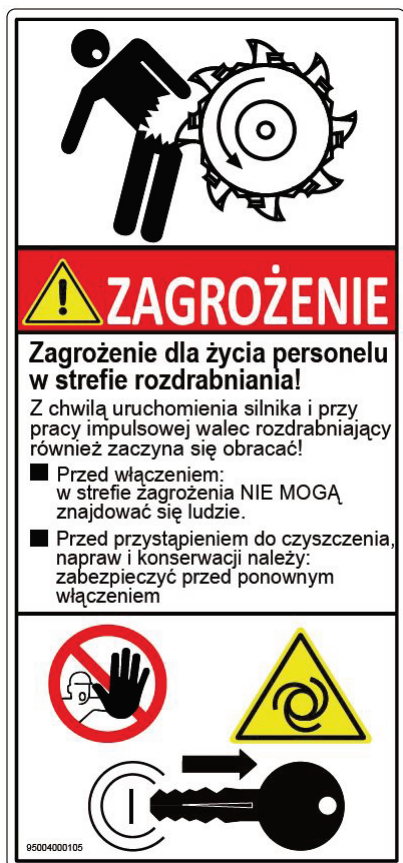 ZAGROŻENIE
Zagrożenie dla życia personelu
w strefie rozdrabniania!
Z chwilą uruchomienia silnika i przy
pracy impulsowej walec rozdrabniający
również zaczyna się obracać!
■ Przed włączeniem:
w strefie zagrożenia NIE MOGĄ
znajdować się ludzie.
■ Przed przystąpieniem do czyszczenia,
napraw i konserwacji należy:
zabezpieczyć przed ponownym
włączeniem
95004000105